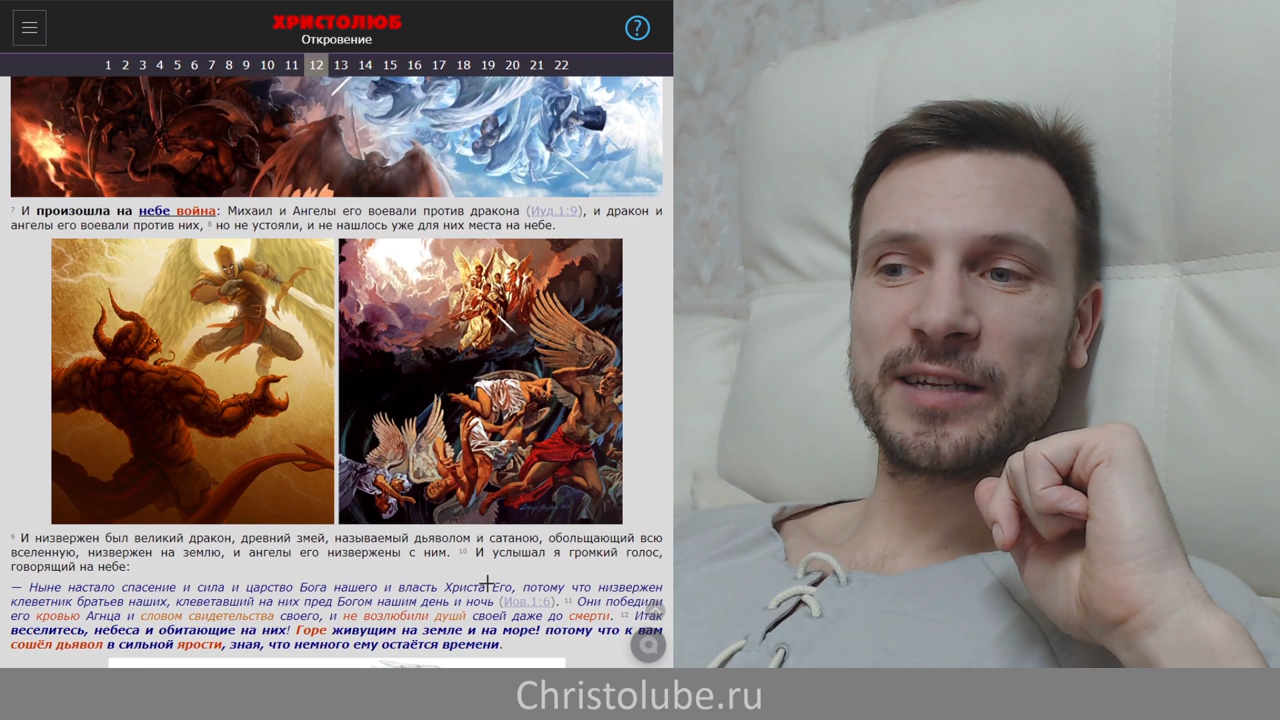 ХРИСТОЛЮБ
Откровение
?
1 2 3 4 5 6 7 8 9 10 11 12 13 14 15 16 17 18 19 20 21 22
7 И произошла на небе война: Михаил и Ангелы его воевали против дракона (Иуд.1:9), и дракон и
ангелы его воевали против них, 8 но не устояли, и не нашлось уже для них места на небе.
9 И низвержен был великий дракон, древний змей, называемый дьяволом и сатаною, обольщающий всю
вселенную, низвержен на землю, и ангелы его низвержены с ним. 10 И услышал я громкий голос,
говорящий на небе:
— Ныне настало спасение и сила и царство Бога нашего и власть Христа Его, потому что низвержен
клеветник братьев наших, клеветавший на них пред Богом нашим день и ночь (Иов.1:6). 11 Они победили
его кровью Агнца и словом свидетельства своего, и не возлюбили души своей даже до смерти. 12 Итак
веселитесь, небеса и обитающие на них! Горе живущим на земле и на море! потому что к вам
сошёл дьявол в сильной ярости, зная, что немного ему остаётся времени.
Christolube.ru